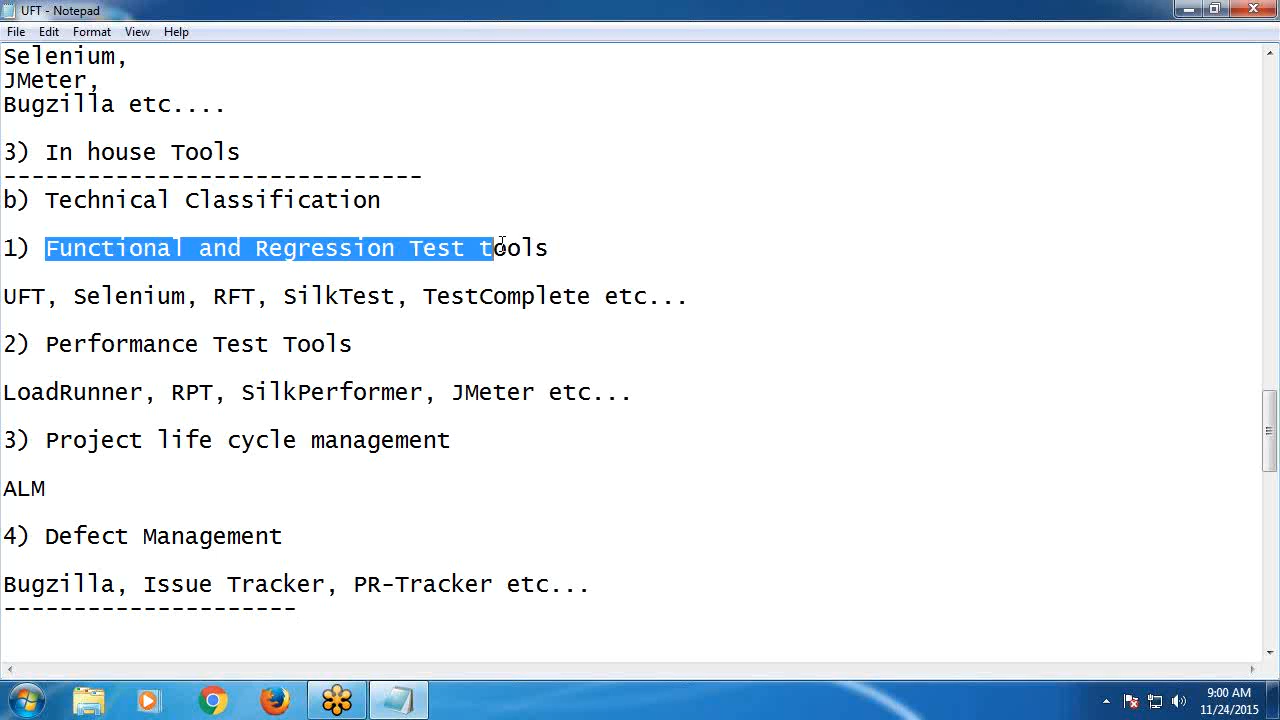 UFT - Notepad
File Edit Format View Help
Selenium,
JMeter,
Bugzilla etc....
3) In house Tools
------------------------------
b) Technical Classification
1) Functional and Regression Test tools
UFT, Selenium, RFT, SilkTest, TestComplete etc...
2) Performance Test Tools
LoadRunner, RPT, SilkPerformer, JMeter etc...
3) Project life cycle management
ALM
4) Defect Management
Bugzilla, Issue Tracker, PR-Tracker etc...
---------------------
9:00 AM
11/24/2015